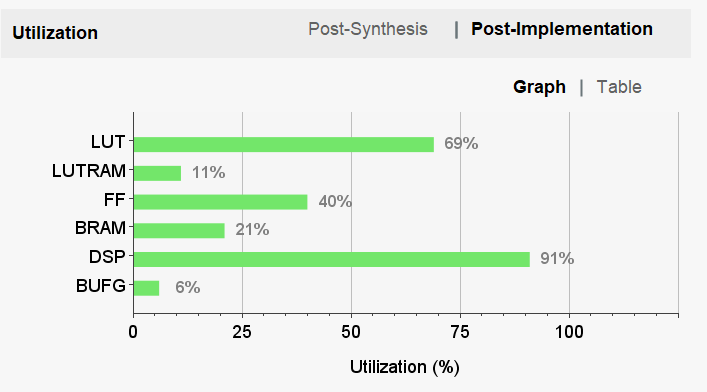 Utilization Post-Synthesis | Post-Implementation
Graph | Table
LUT 69%
LUTRAM 11%
FF 40%
BRAM 21%
DSP 91%
BUFG 6%
0 25 50 75 100
Utilization (%)